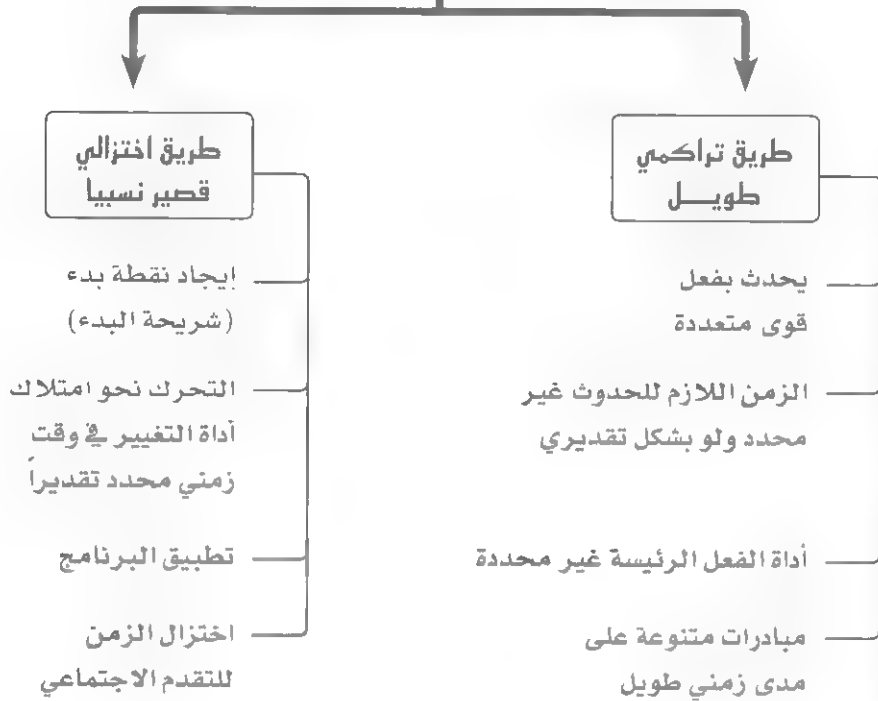 طريق تراكمي
طويــل
يحدث بفعل
قوى متعددة
الزمن اللازم للحدوث غير
محدد ولو بشكل تقديري
أداة الفعل الرئيسة غير محددة
مبادرات متنوعة على
مدى زمني طويل
طريق اختزالي
قصير نسبيا
إيجاد نقطة بدء
(شريحة البدء)
التحرك نحو امتلاك
أداة التغيير في وقت
زمني محدد تقديراً
تطبيق البرنامج
اختزال الزمن
للتقدم الاجتماعي